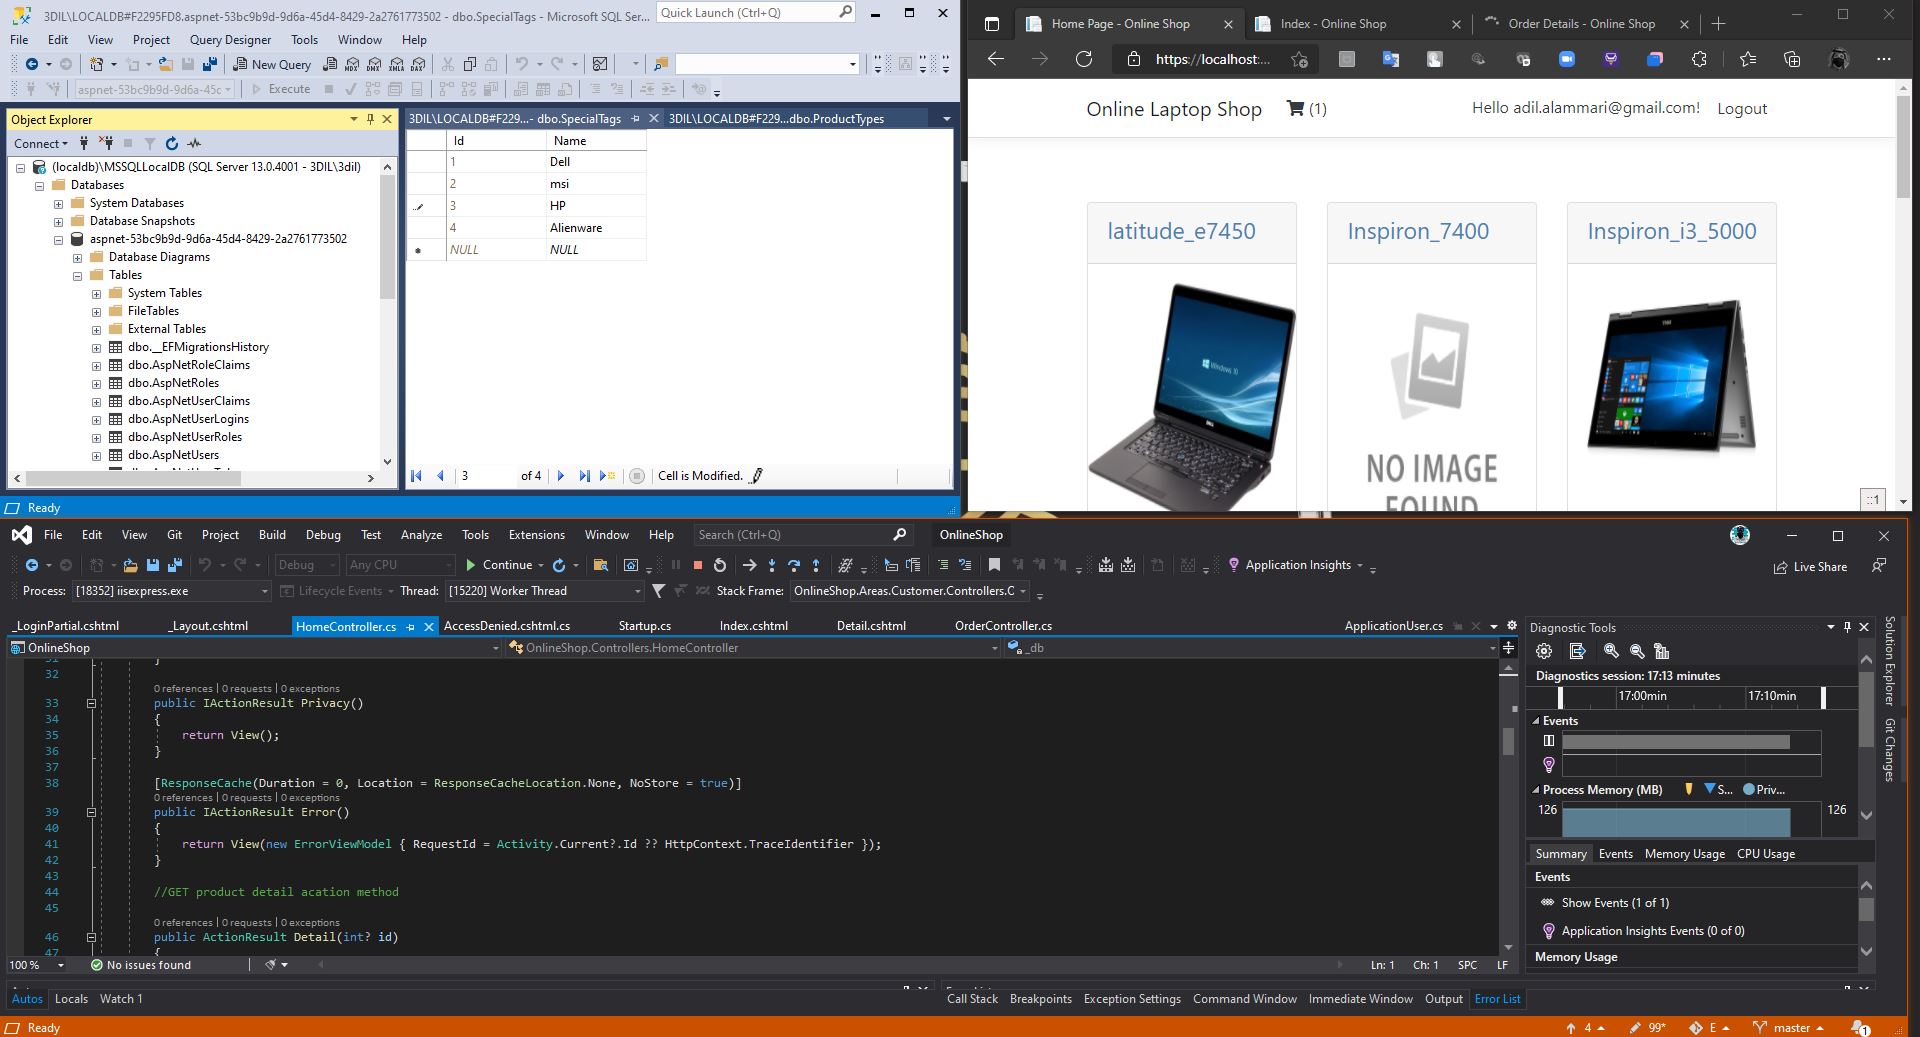 3DIL\LOCALDB#F2295FD8.aspnet-53bc9b9d-9d6a-45d4-8429-2a2761773502 - dbo.SpecialTags - Microsoft SQL Ser...
Quick Launch (Ctrl+Q)
File Edit View Project Query Designer Tools Window Help
New Query
MDX DMX XMLA DAX
aspnet-53bc9b9d-9d6a-45c
Execute
Object Explorer
Connect
(localdb)\MSSQLLocalDB (SQL Server 13.0.4001 - 3DIL\3dil)
Databases
System Databases
Database Snapshots
aspnet-53bc9b9d-9d6a-45d4-8429-2a2761773502
Database Diagrams
Tables
System Tables
FileTables
External Tables
dbo.__EFMigrationsHistory
dbo.AspNetRoleClaims
dbo.AspNetRoles
dbo.AspNetUserClaims
dbo.AspNetUserLogins
dbo.AspNetUserRoles
dbo.AspNetUsers
3DIL\LOCALDB#F229...- dbo.SpecialTags
3DIL\LOCALDB#F229...dbo.ProductTypes
Id Name
1 Dell
2 msi
3 HP
4 Alienware
NULL NULL
3 of 4 Cell is Modified.
Ready
Home Page - Online Shop
Index - Online Shop
Order Details - Online Shop
https://localhost:...
Online Laptop Shop (1) Hello adil.alammari@gmail.com! Logout
latitude_e7450 Inspiron_7400 Inspiron_i3_5000
Windows 10
DELL
NO IMAGE
FOUND
::1
File Edit View Git Project Build Debug Test Analyze Tools Extensions Window Help Search (Ctrl+Q) OnlineShop
Debug Any CPU Continue Application Insights Live Share
Process: [18352] iisexpress.exe Lifecycle Events Thread: [15220] Worker Thread Stack Frame: OnlineShop.Areas.Customer.Controllers.C
_LoginPartial.cshtml _Layout.cshtml HomeController.cs AccessDenied.cshtml.cs Startup.cs Index.cshtml Detail.cshtml OrderController.cs ApplicationUser.cs
OnlineShop OnlineShop.Controllers.HomeController _db
31 }
32
0 references | 0 requests | 0 exceptions
33 public IActionResult Privacy()
34 {
35 return View();
36 }
37
38 [ResponseCache(Duration = 0, Location = ResponseCacheLocation.None, NoStore = true)]
0 references | 0 requests | 0 exceptions
39 public IActionResult Error()
40 {
41 return View(new ErrorViewModel { RequestId = Activity.Current?.Id ?? HttpContext.TraceIdentifier });
42 }
43
44 //GET product detail acation method
45
0 references | 0 requests | 0 exceptions
46 public ActionResult Detail(int? id)
47 {
100 % No issues found Ln: 1 Ch: 1 SPC LF
Diagnostic Tools
Diagnostics session: 17:13 minutes
17:00min 17:10min
Events
Process Memory (MB) S... Priv...
126 126
Summary Events Memory Usage CPU Usage
Events
Show Events (1 of 1)
Application Insights Events (0 of 0)
Memory Usage
Solution Explorer
Git Changes
Autos Locals Watch 1
Call Stack Breakpoints Exception Settings Command Window Immediate Window Output Error List
Ready 4 99* E master 1